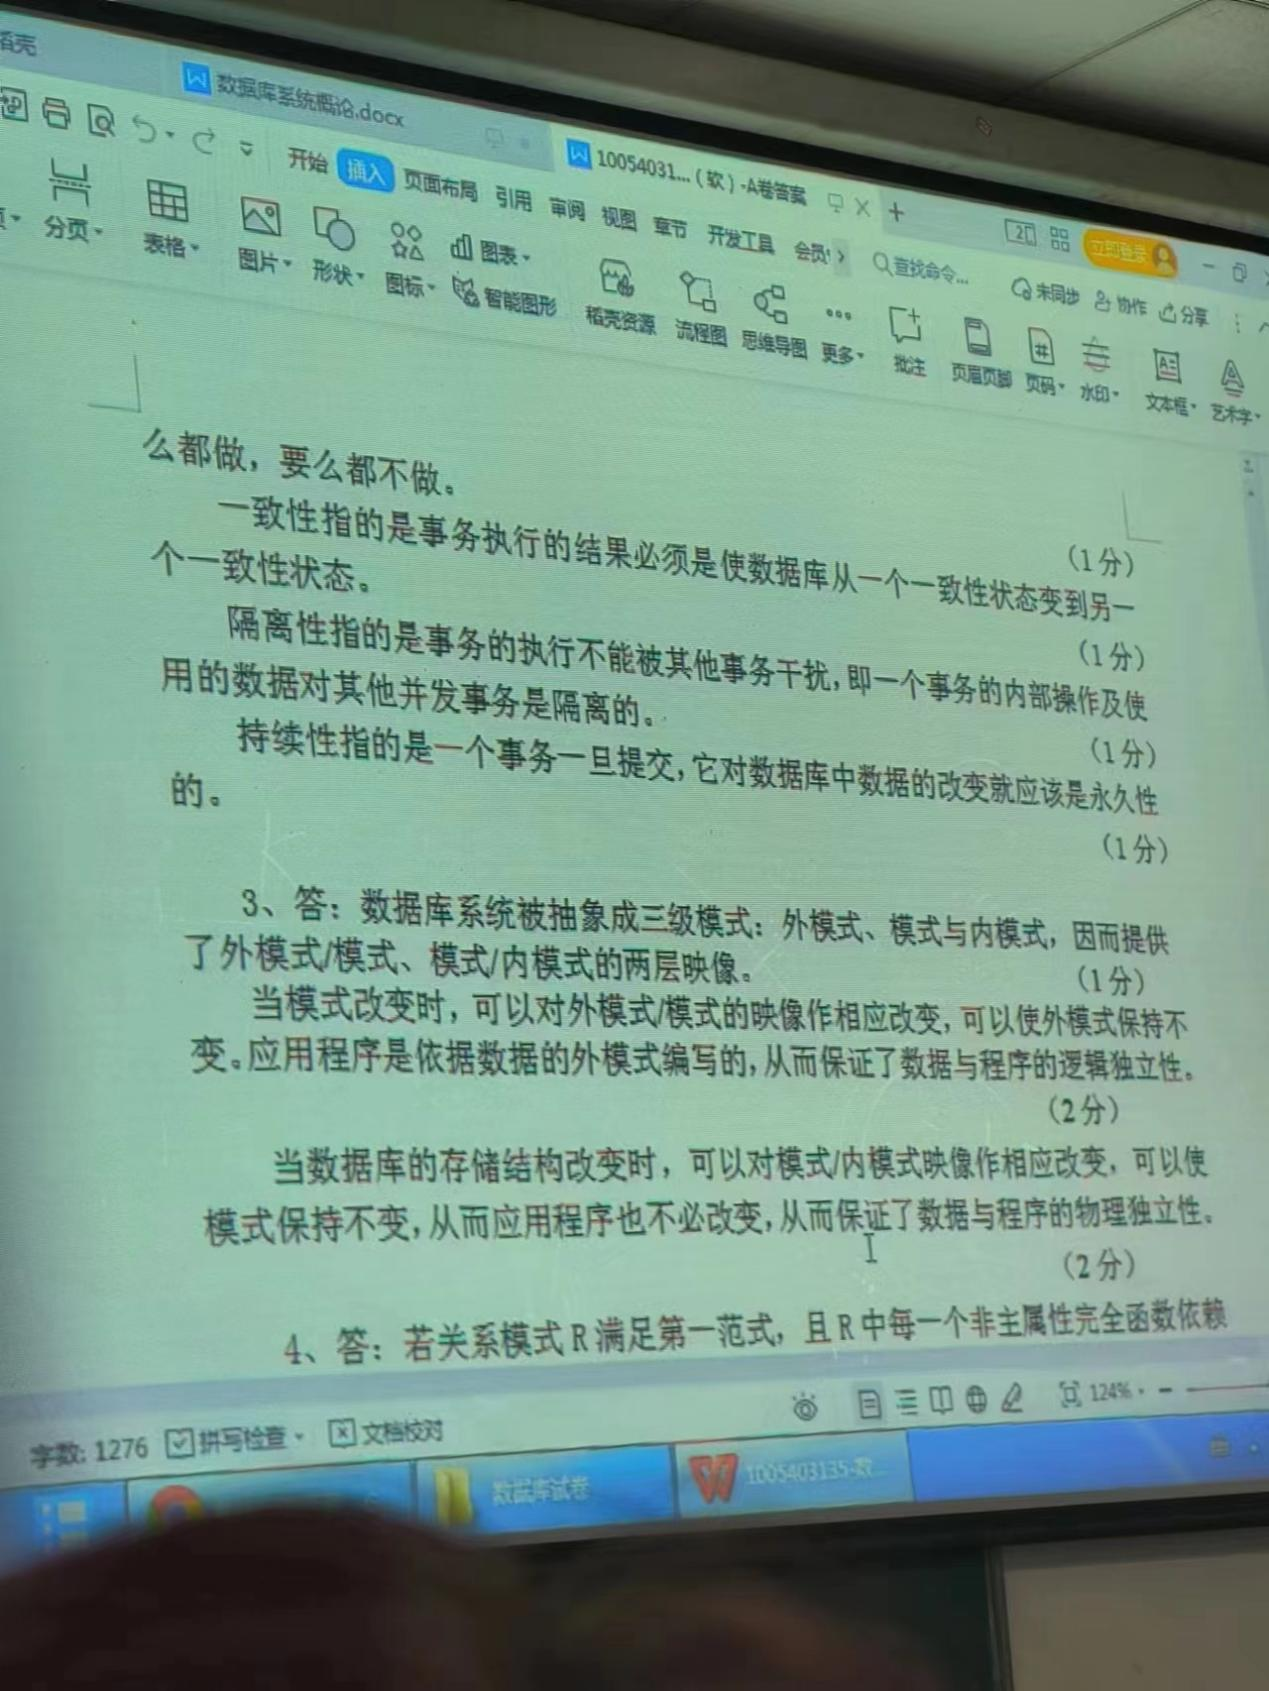 稻壳
数据库系统概论.docx
10054031...（软）-A卷答案
立即登录
开始 插入 页面布局 引用 审阅 视图 章节 开发工具 会员 查找命令... 未同步 协作 分享
分页 表格 图片 形状 图标 图表 智能图形 稻壳资源 流程图 思维导图 更多 批注 页眉页脚 页码 水印 文本框 艺术字
么都做，要么都不做。
（1分）
一致性指的是事务执行的结果必须是使数据库从一个一致性状态变到另一
个一致性状态。
（1分）
隔离性指的是事务的执行不能被其他事务干扰，即一个事务的内部操作及使
用的数据对其他并发事务是隔离的。
（1分）
持续性指的是一个事务一旦提交，它对数据库中数据的改变就应该是永久性
的。
（1分）
3、答：数据库系统被抽象成三级模式：外模式、模式与内模式，因而提供
了外模式/模式、模式/内模式的两层映像。 （1分）
当模式改变时，可以对外模式/模式的映像作相应改变，可以使外模式保持不
变。应用程序是依据数据的外模式编写的，从而保证了数据与程序的逻辑独立性。
（2分）
当数据库的存储结构改变时，可以对模式/内模式映像作相应改变，可以使
模式保持不变，从而应用程序也不必改变，从而保证了数据与程序的物理独立性。
（2分）
4、答：若关系模式R满足第一范式，且R中每一个非主属性完全函数依赖
字数: 1276 拼写检查 文档校对 124%
数据库试卷
1005403135-数...